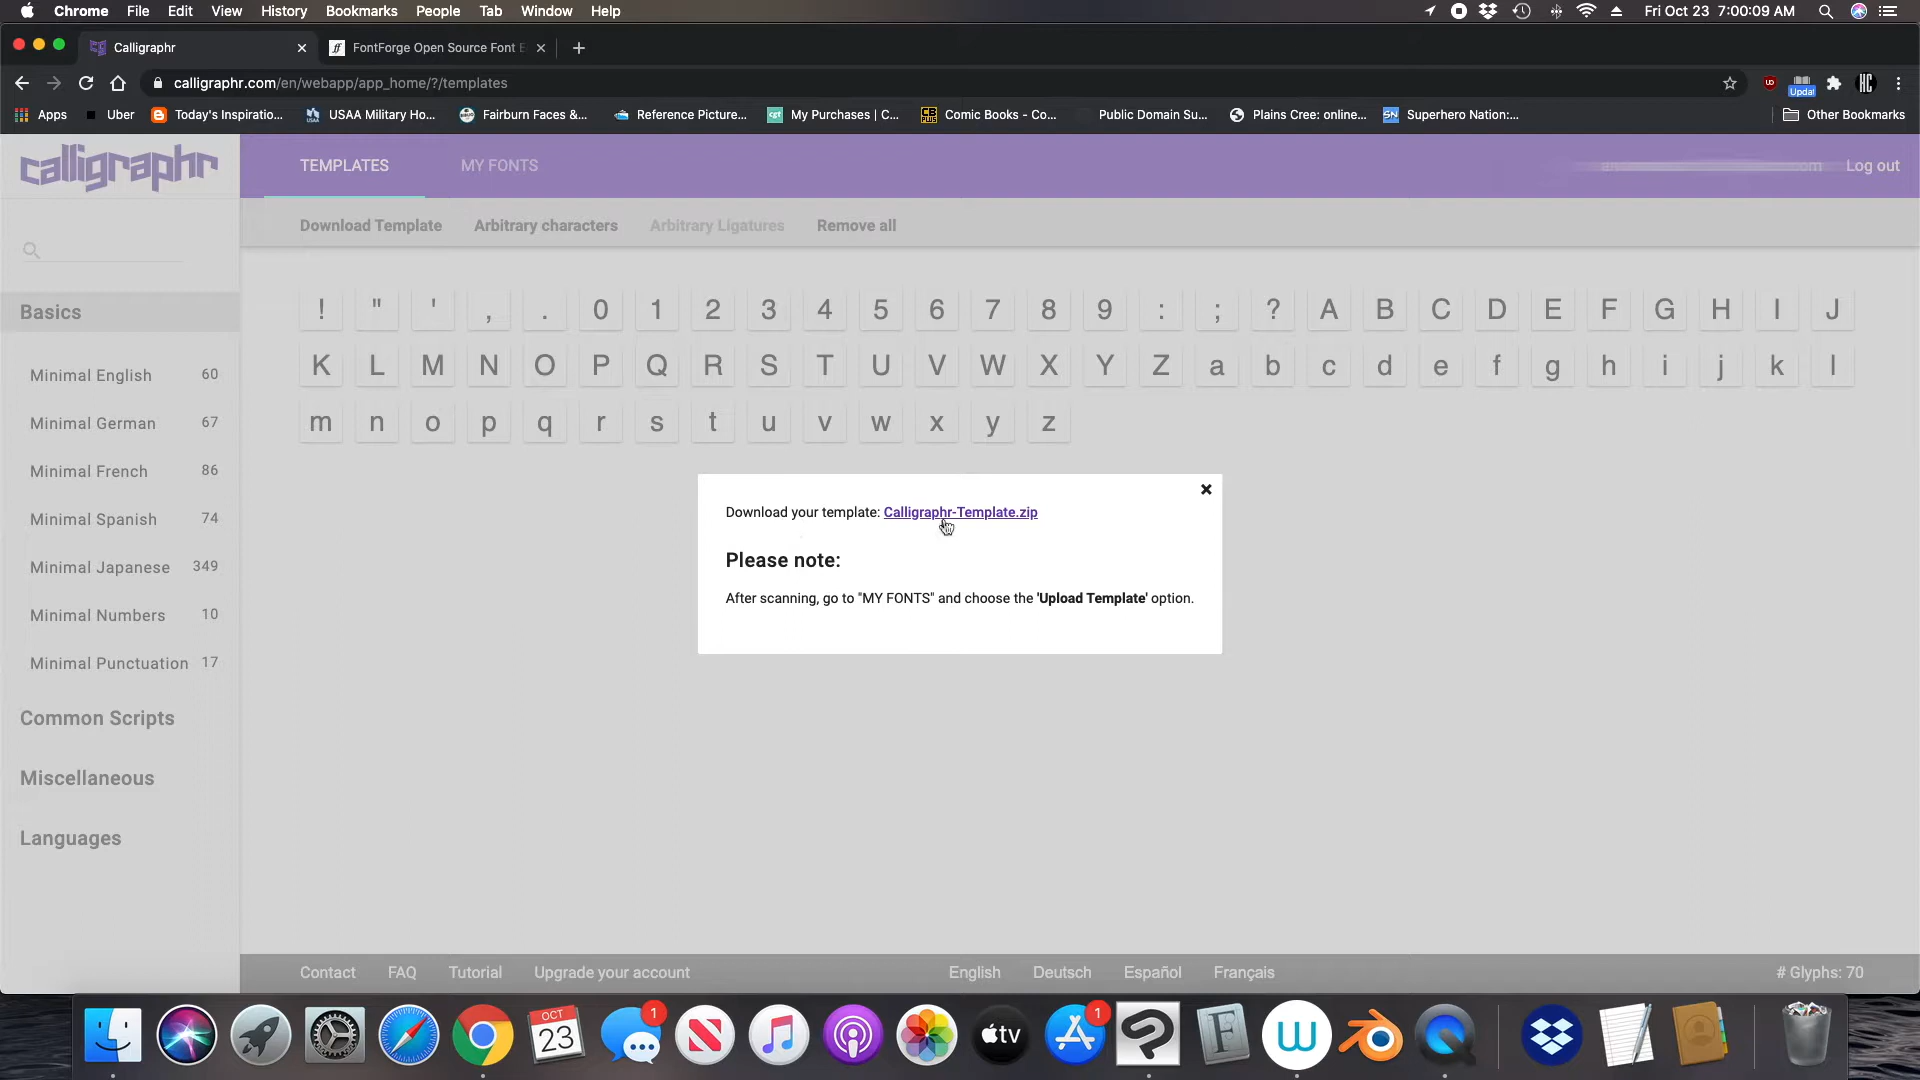 Chrome File Edit View History Bookmarks People Tab Window Help Fri Oct 23 7:00:09 AM
Calligraphr FontForge Open Source Font E
calligraphr.com/en/webapp/app_home/?/templates
Apps Uber Today's Inspiratio... USAA Military Ho... Fairburn Faces &... Reference Picture... My Purchases | C... Comic Books - Co... Public Domain Su... Plains Cree: online... Superhero Nation:... Other Bookmarks
calligraphr TEMPLATES MY FONTS Log out
Download Template Arbitrary characters Arbitrary Ligatures Remove all
! " ' , . 0 1 2 3 4 5 6 7 8 9 : ; ? A B C D E F G H I J
K L M N O P Q R S T U V W X Y Z a b c d e f g h i j k l
m n o p q r s t u v w x y z
Basics
Minimal English 60
Minimal German 67
Minimal French 86
Minimal Spanish 74
Minimal Japanese 349
Minimal Numbers 10
Minimal Punctuation 17
Common Scripts
Miscellaneous
Languages
Download your template: Calligraphr-Template.zip
Please note:
After scanning, go to "MY FONTS" and choose the 'Upload Template' option.
Contact FAQ Tutorial Upgrade your account English Deutsch Español Français # Glyphs: 70
OCT
23
1
tv
1